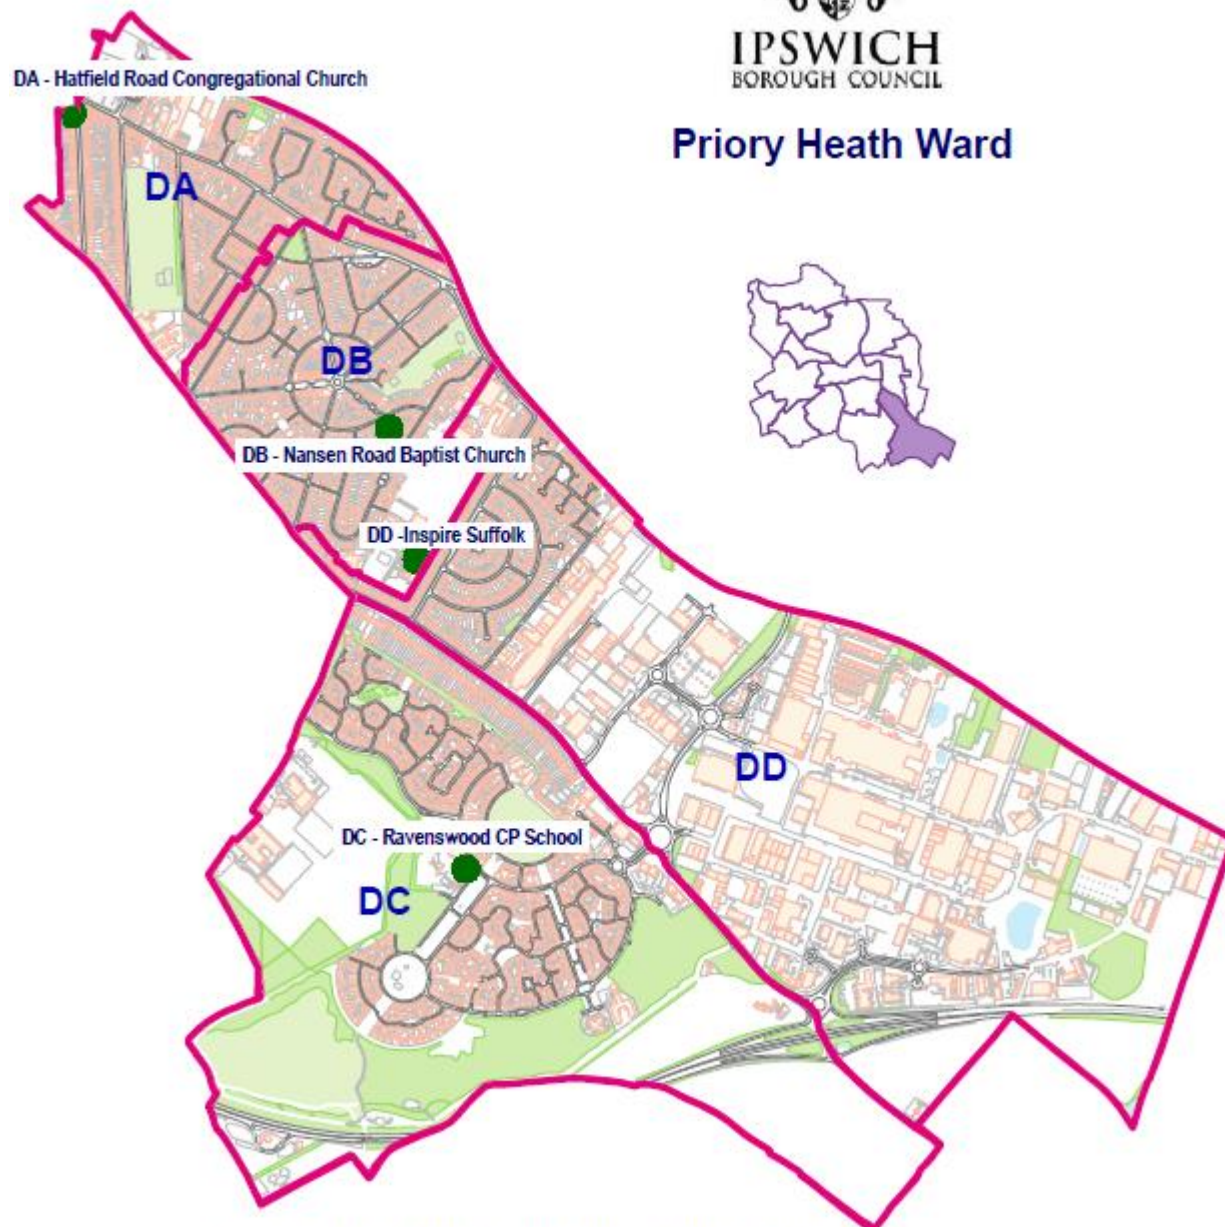 IPSWICH
BOROUGH COUNCIL
Priory Heath Ward
DA - Hatfield Road Congregational Church
DA
DB
DB - Nansen Road Baptist Church
DD -Inspire Suffolk
DD
DC - Ravenswood CP School
DC